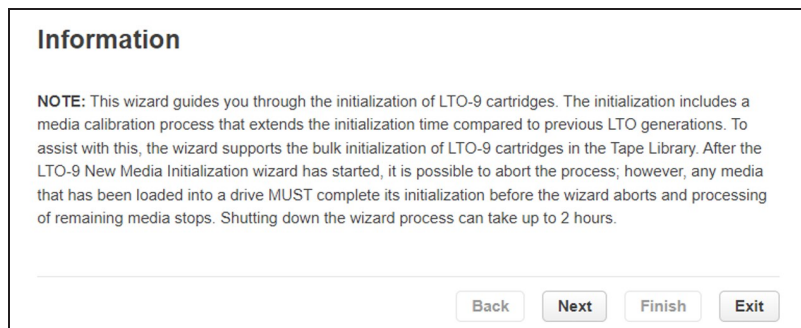 Information
NOTE: This wizard guides you through the initialization of LTO-9 cartridges. The initialization includes a
media calibration process that extends the initialization time compared to previous LTO generations. To
assist with this, the wizard supports the bulk initialization of LTO-9 cartridges in the Tape Library. After the
LTO-9 New Media Initialization wizard has started, it is possible to abort the process; however, any media
that has been loaded into a drive MUST complete its initialization before the wizard aborts and processing
of remaining media stops. Shutting down the wizard process can take up to 2 hours.
Back Next Finish Exit